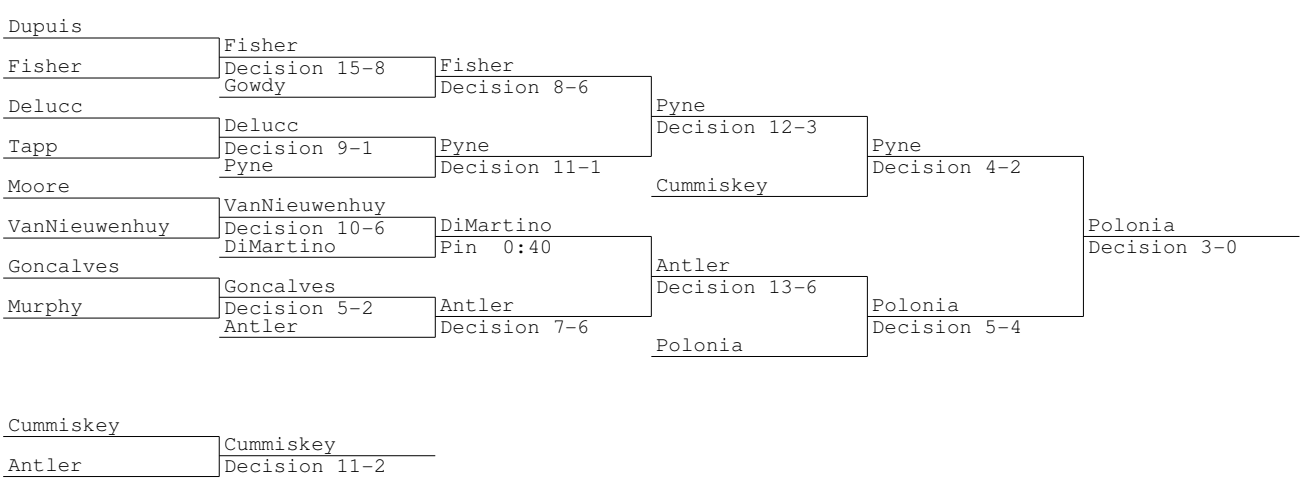 Dupuis
Fisher
Fisher Decision 15-8 Fisher
Gowdy Decision 8-6
Delucc Pyne
Delucc Decision 12-3
Tapp Decision 9-1 Pyne Pyne
Pyne Decision 11-1 Decision 4-2
Moore Cummiskey
VanNieuwenhuy
VanNieuwenhuy Decision 10-6 DiMartino Polonia
DiMartino Pin 0:40 Decision 3-0
Goncalves Antler
Goncalves Decision 13-6
Murphy Decision 5-2 Antler Polonia
Antler Decision 7-6 Decision 5-4
Polonia
Cummiskey
Cummiskey
Antler Decision 11-2